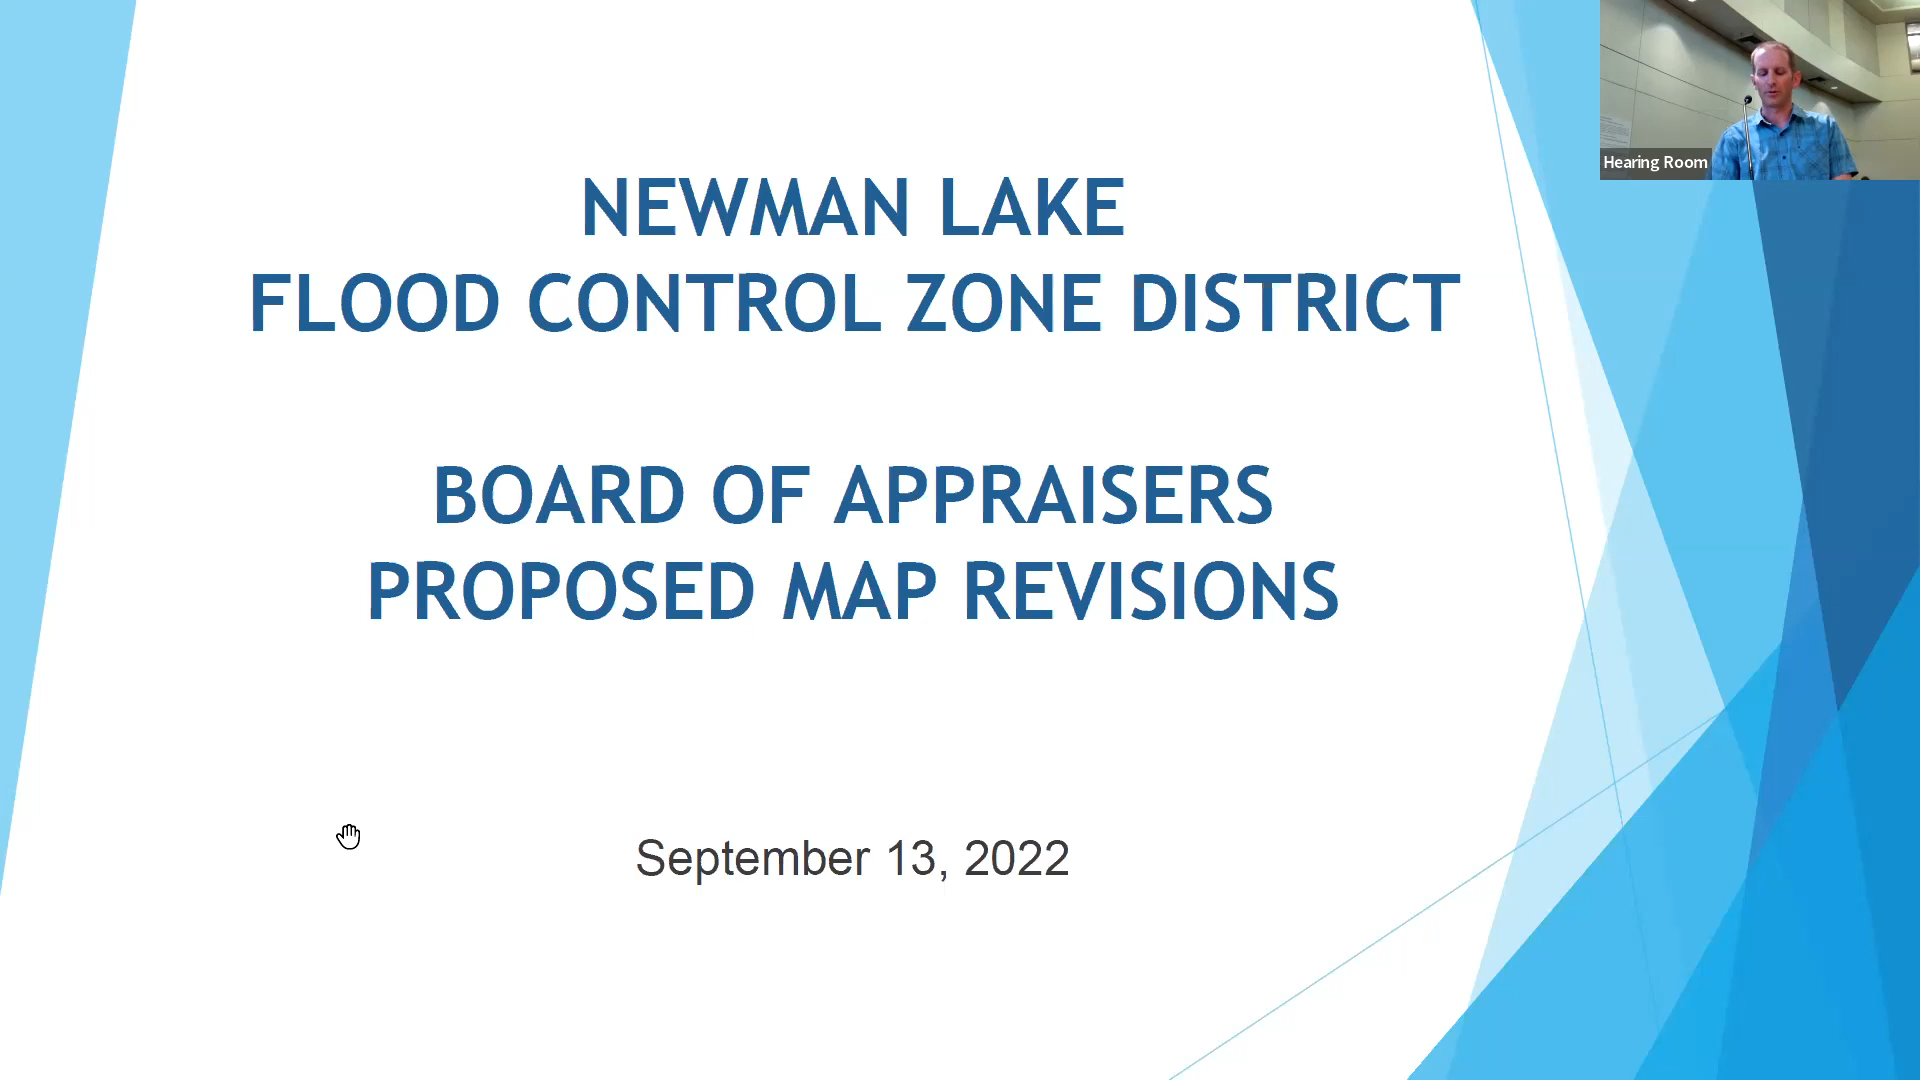 NEWMAN LAKE
FLOOD CONTROL ZONE DISTRICT
BOARD OF APPRAISERS
PROPOSED MAP REVISIONS
September 13, 2022
Hearing Room